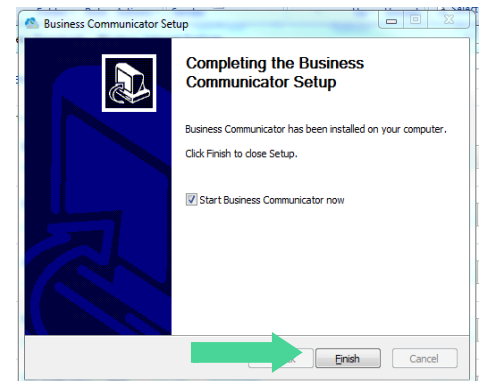 Business Communicator Setup
Completing the Business
Communicator Setup
Business Communicator has been installed on your computer.
Click Finish to close Setup.
Start Business Communicator now
Finish
Cancel